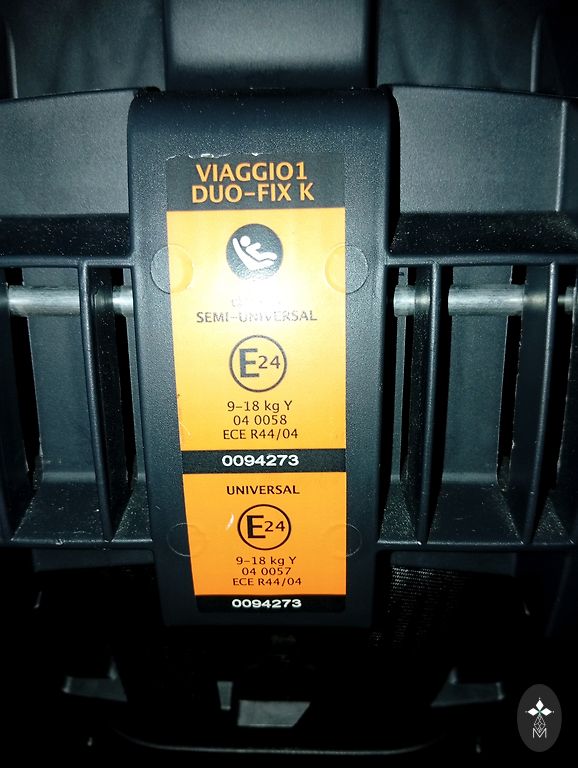 VIAGGIO1
DUO-FIX K
SEMI-UNIVERSAL
E24
9-18 kg Y
04 0058
ECE R44/04
0094273
UNIVERSAL
E24
9-18 kg Y
04 0057
ECE R44/04
0094273
M